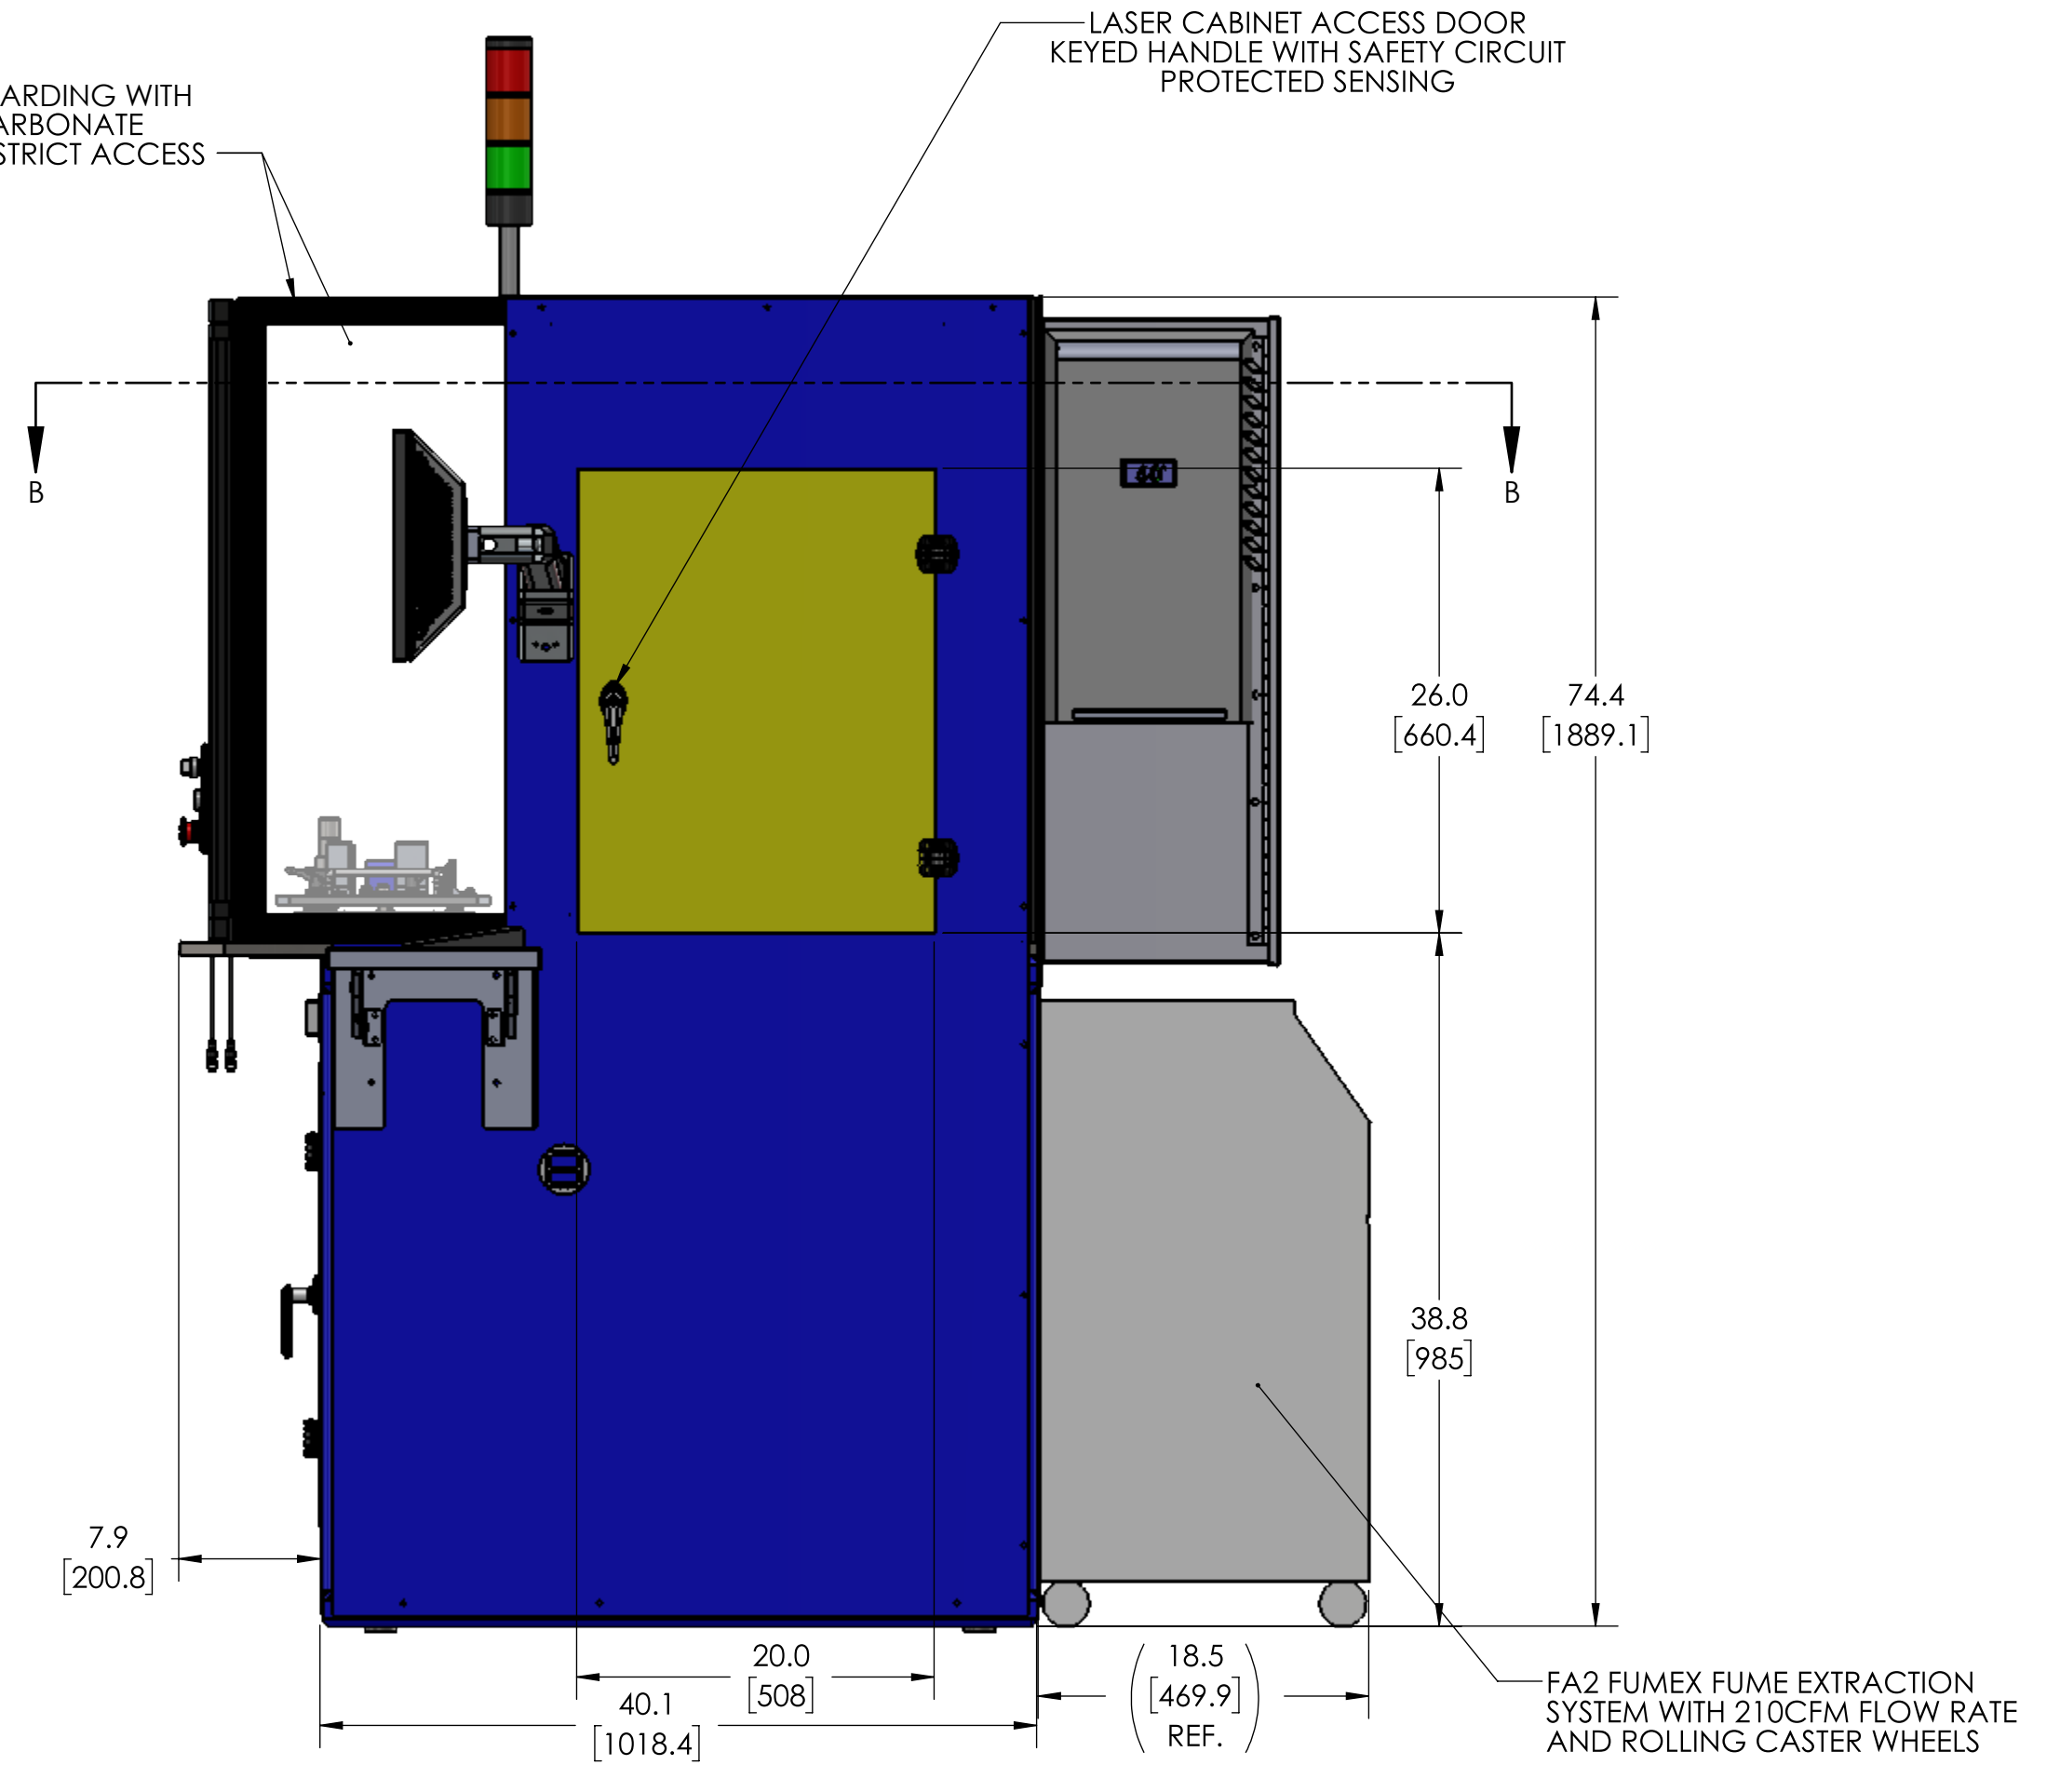 LASER CABINET ACCESS DOOR
KEYED HANDLE WITH SAFETY CIRCUIT
PROTECTED SENSING
ARDING WITH
ARBONATE
STRICT ACCESS
B
B
26.0
[660.4]
74.4
[1889.1]
38.8
[985]
7.9
[200.8]
20.0
[508]
40.1
[1018.4]
18.5
[469.9]
REF.
FA2 FUMEX FUME EXTRACTION
SYSTEM WITH 210CFM FLOW RATE
AND ROLLING CASTER WHEELS